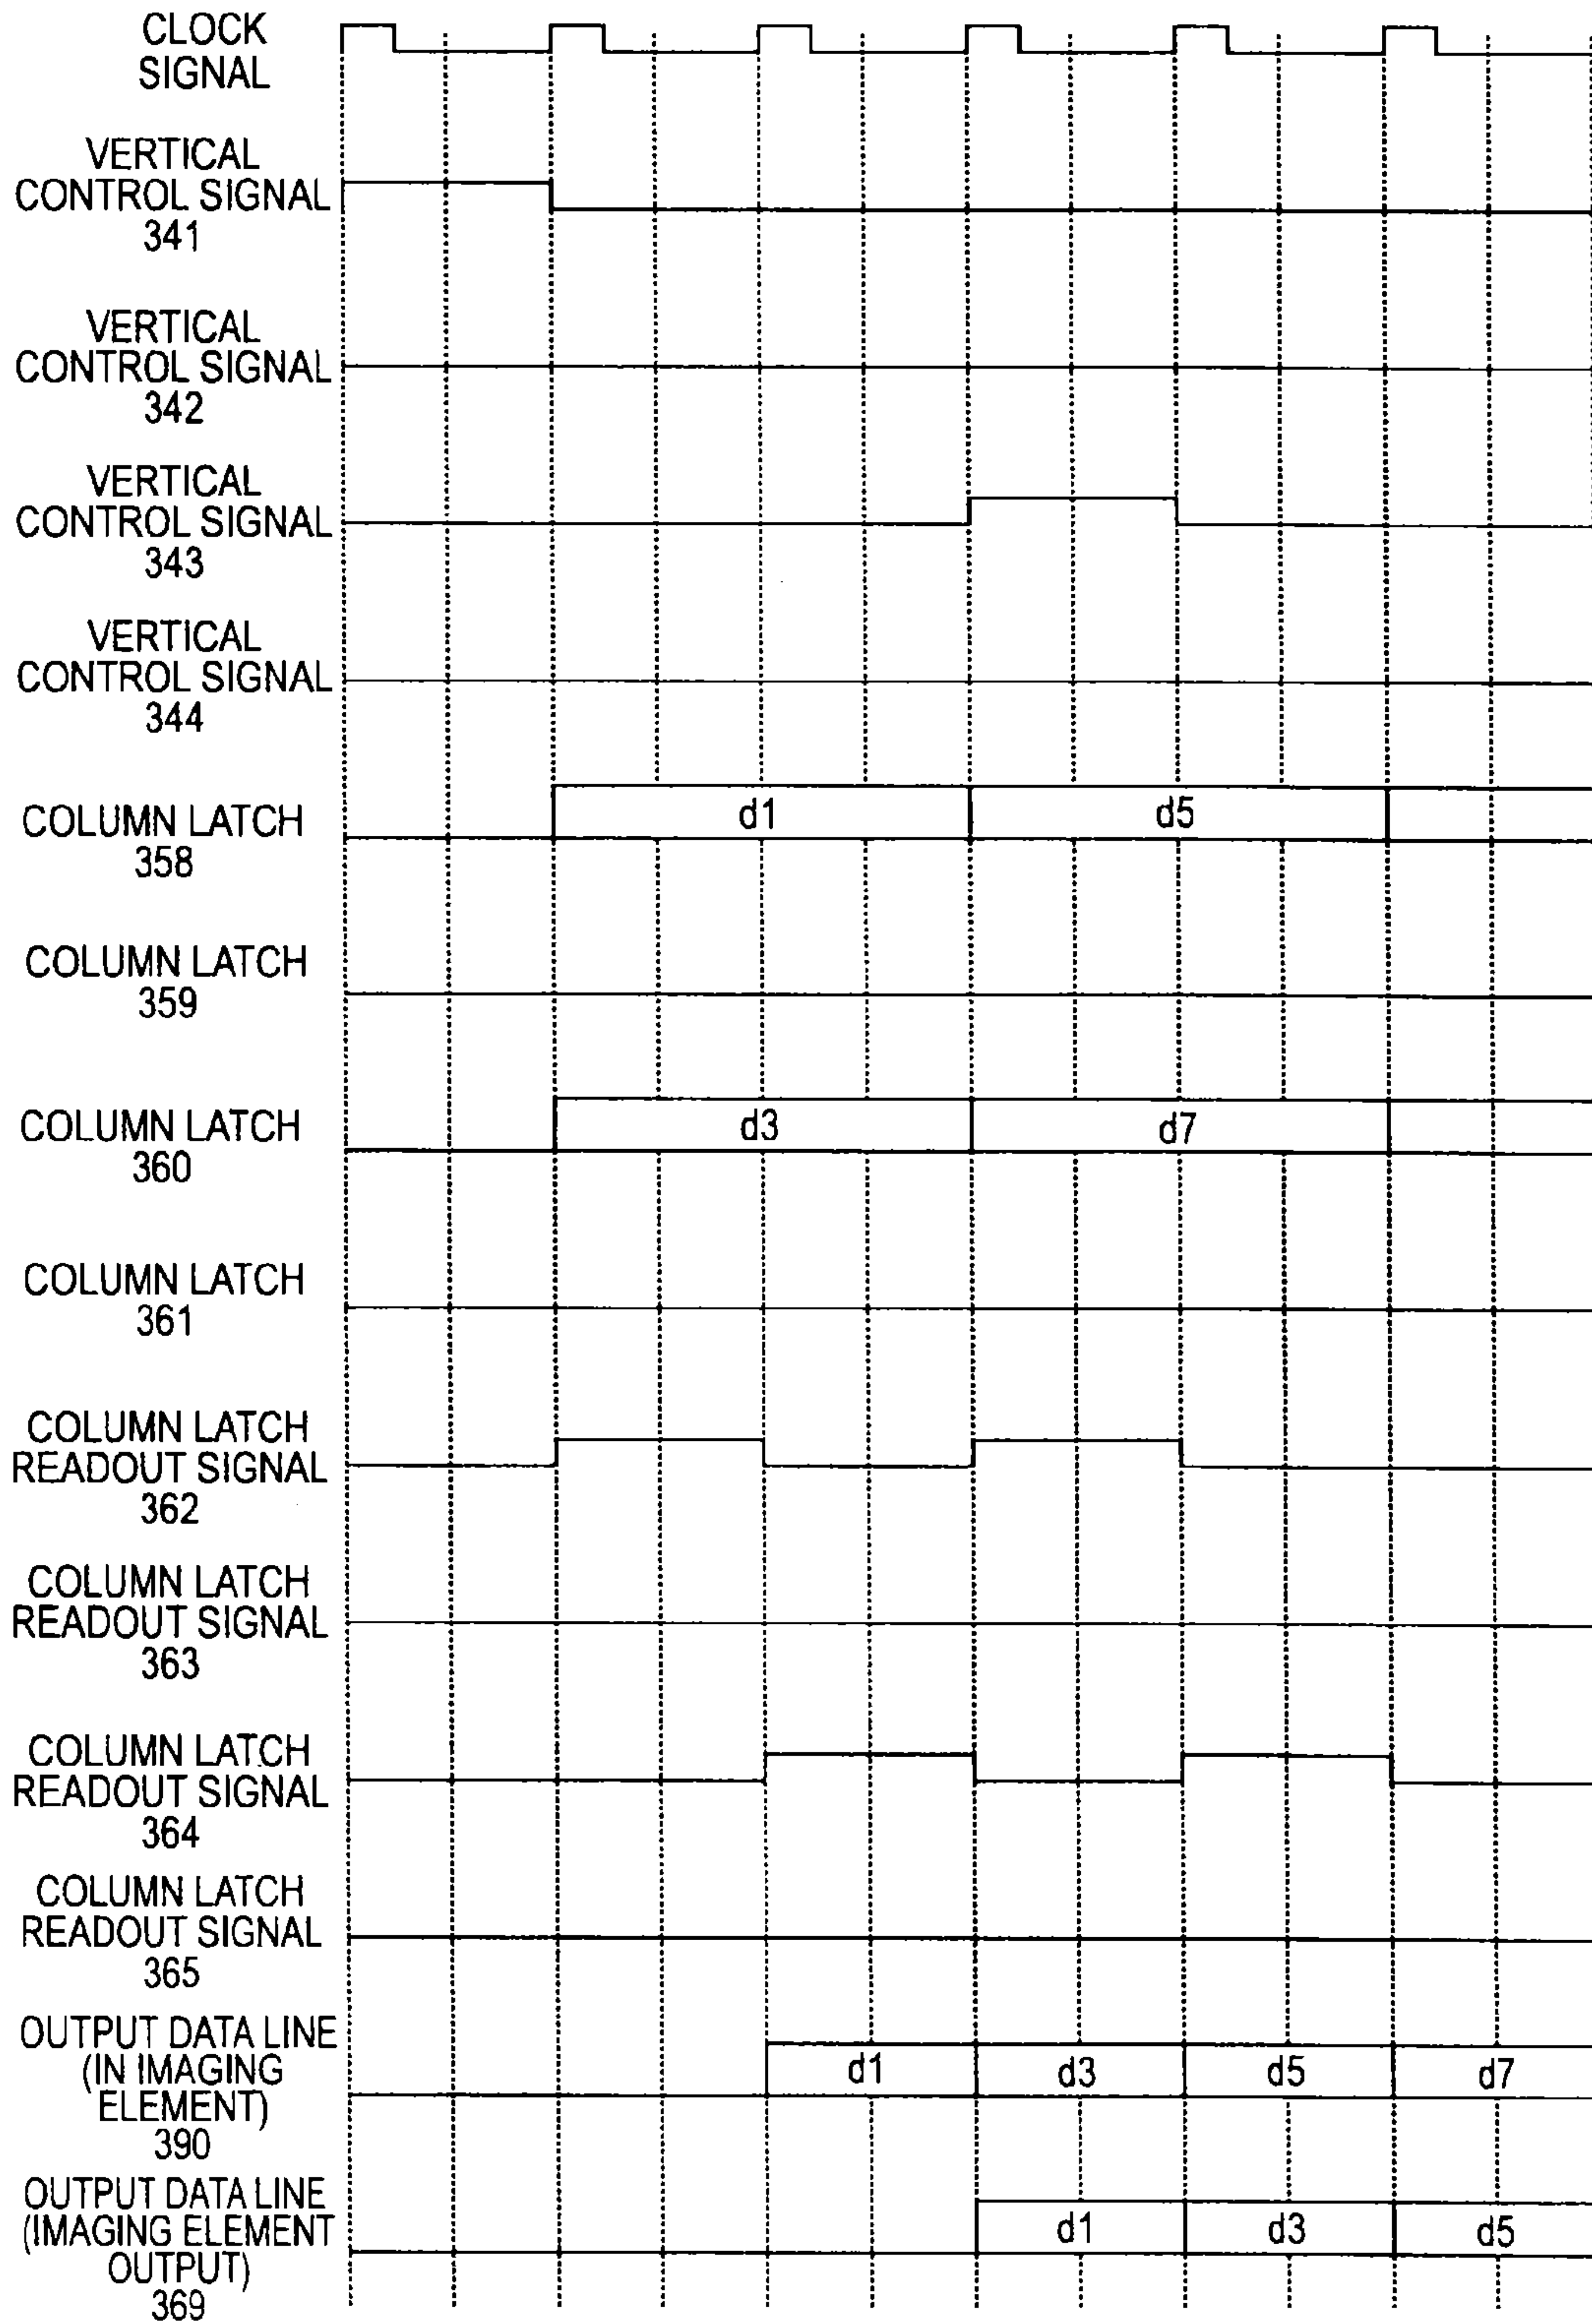 CLOCK
SIGNAL
VERTICAL
CONTROL SIGNAL
341
VERTICAL
CONTROL SIGNAL
342
VERTICAL
CONTROL SIGNAL
343
VERTICAL
CONTROL SIGNAL
344
COLUMN LATCH
358
d1
d5
COLUMN LATCH
359
COLUMN LATCH
360
d3
d7
COLUMN LATCH
361
COLUMN LATCH
READOUT SIGNAL
362
COLUMN LATCH
READOUT SIGNAL
363
COLUMN LATCH
READOUT SIGNAL
364
COLUMN LATCH
READOUT SIGNAL
365
OUTPUT DATA LINE
(IN IMAGING
ELEMENT)
390
d1
d3
d5
d7
OUTPUT DATA LINE
(IMAGING ELEMENT
OUTPUT)
369
d1
d3
d5